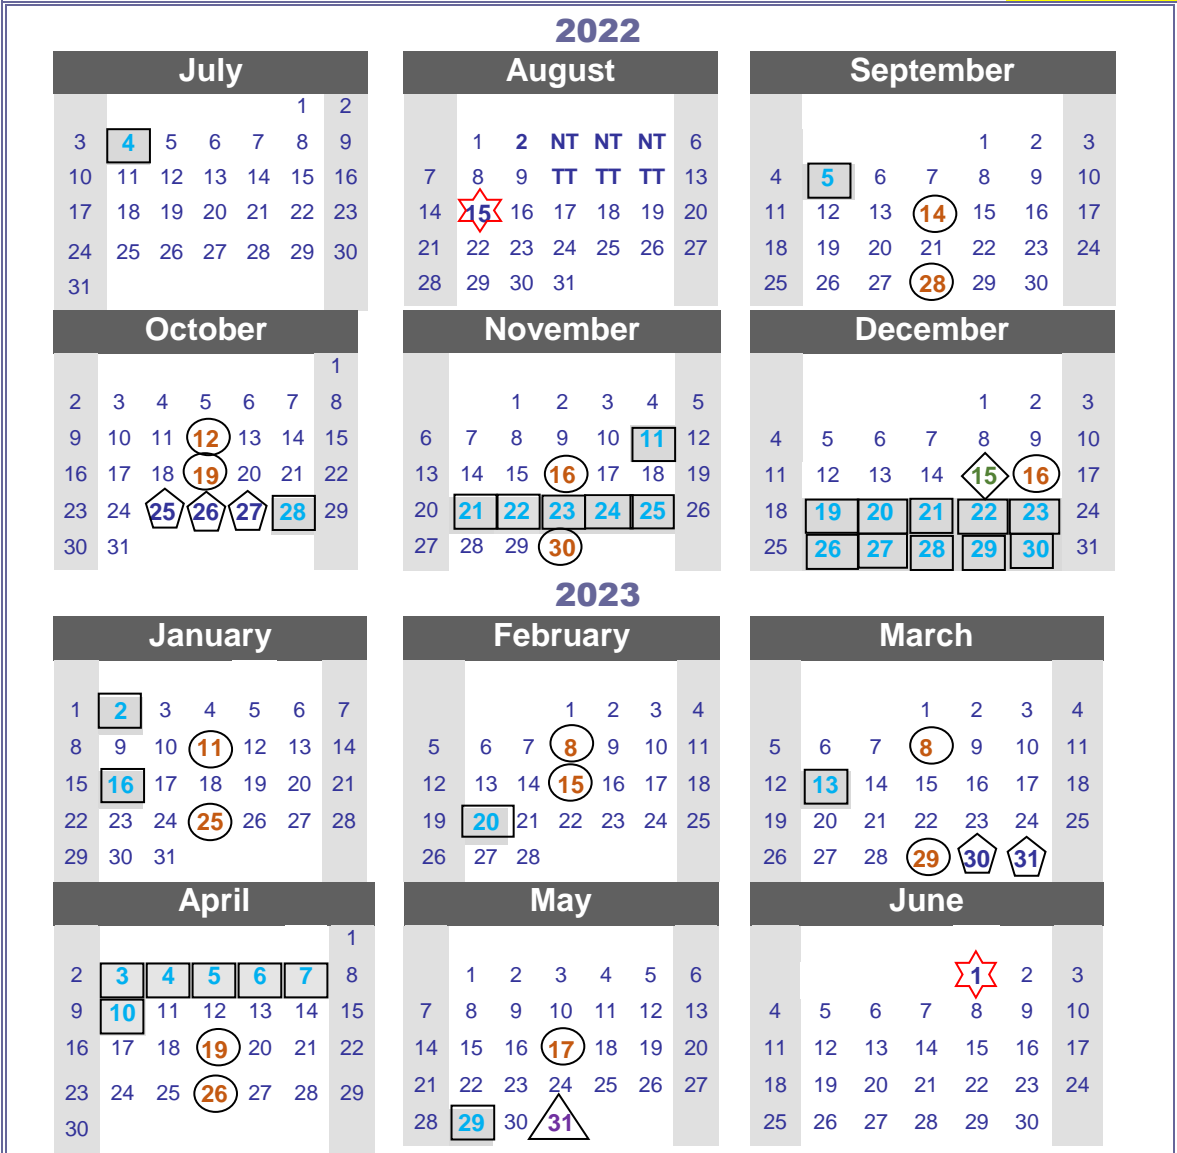 2022
July August September
1 2
3 4 5 6 7 8 9
10 11 12 13 14 15 16
17 18 19 20 21 22 23
24 25 26 27 28 29 30
31
1 2 NT NT NT 6
7 8 9 TT TT TT 13
14 15 16 17 18 19 20
21 22 23 24 25 26 27
28 29 30 31
1 2 3
4 5 6 7 8 9 10
11 12 13 14 15 16 17
18 19 20 21 22 23 24
25 26 27 28 29 30
October November December
1
2 3 4 5 6 7 8
9 10 11 12 13 14 15
16 17 18 19 20 21 22
23 24 25 26 27 28 29
30 31
1 2 3 4 5
6 7 8 9 10 11 12
13 14 15 16 17 18 19
20 21 22 23 24 25 26
27 28 29 30
1 2 3
4 5 6 7 8 9 10
11 12 13 14 15 16 17
18 19 20 21 22 23 24
25 26 27 28 29 30 31
2023
January February March
1 2 3 4 5 6 7
8 9 10 11 12 13 14
15 16 17 18 19 20 21
22 23 24 25 26 27 28
29 30 31
1 2 3 4
5 6 7 8 9 10 11
12 13 14 15 16 17 18
19 20 21 22 23 24 25
26 27 28
1 2 3 4
5 6 7 8 9 10 11
12 13 14 15 16 17 18
19 20 21 22 23 24 25
26 27 28 29 30 31
April May June
1
2 3 4 5 6 7 8
9 10 11 12 13 14 15
16 17 18 19 20 21 22
23 24 25 26 27 28 29
30
1 2 3 4 5 6
7 8 9 10 11 12 13
14 15 16 17 18 19 20
21 22 23 24 25 26 27
28 29 30 31
1 2 3
4 5 6 7 8 9 10
11 12 13 14 15 16 17
18 19 20 21 22 23 24
25 26 27 28 29 30